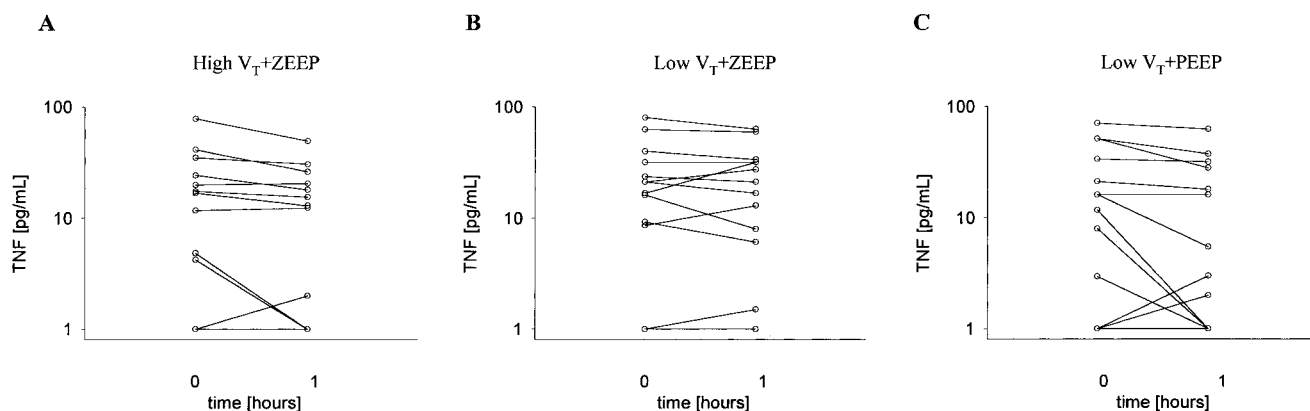 A
High V_T+ZEEP
100
10
1
TNF [pg/mL]
0 1
time [hours]
B
Low V_T+ZEEP
100
10
1
TNF [pg/mL]
0 1
time [hours]
C
Low V_T+PEEP
100
10
1
TNF [pg/mL]
0 1
time [hours]